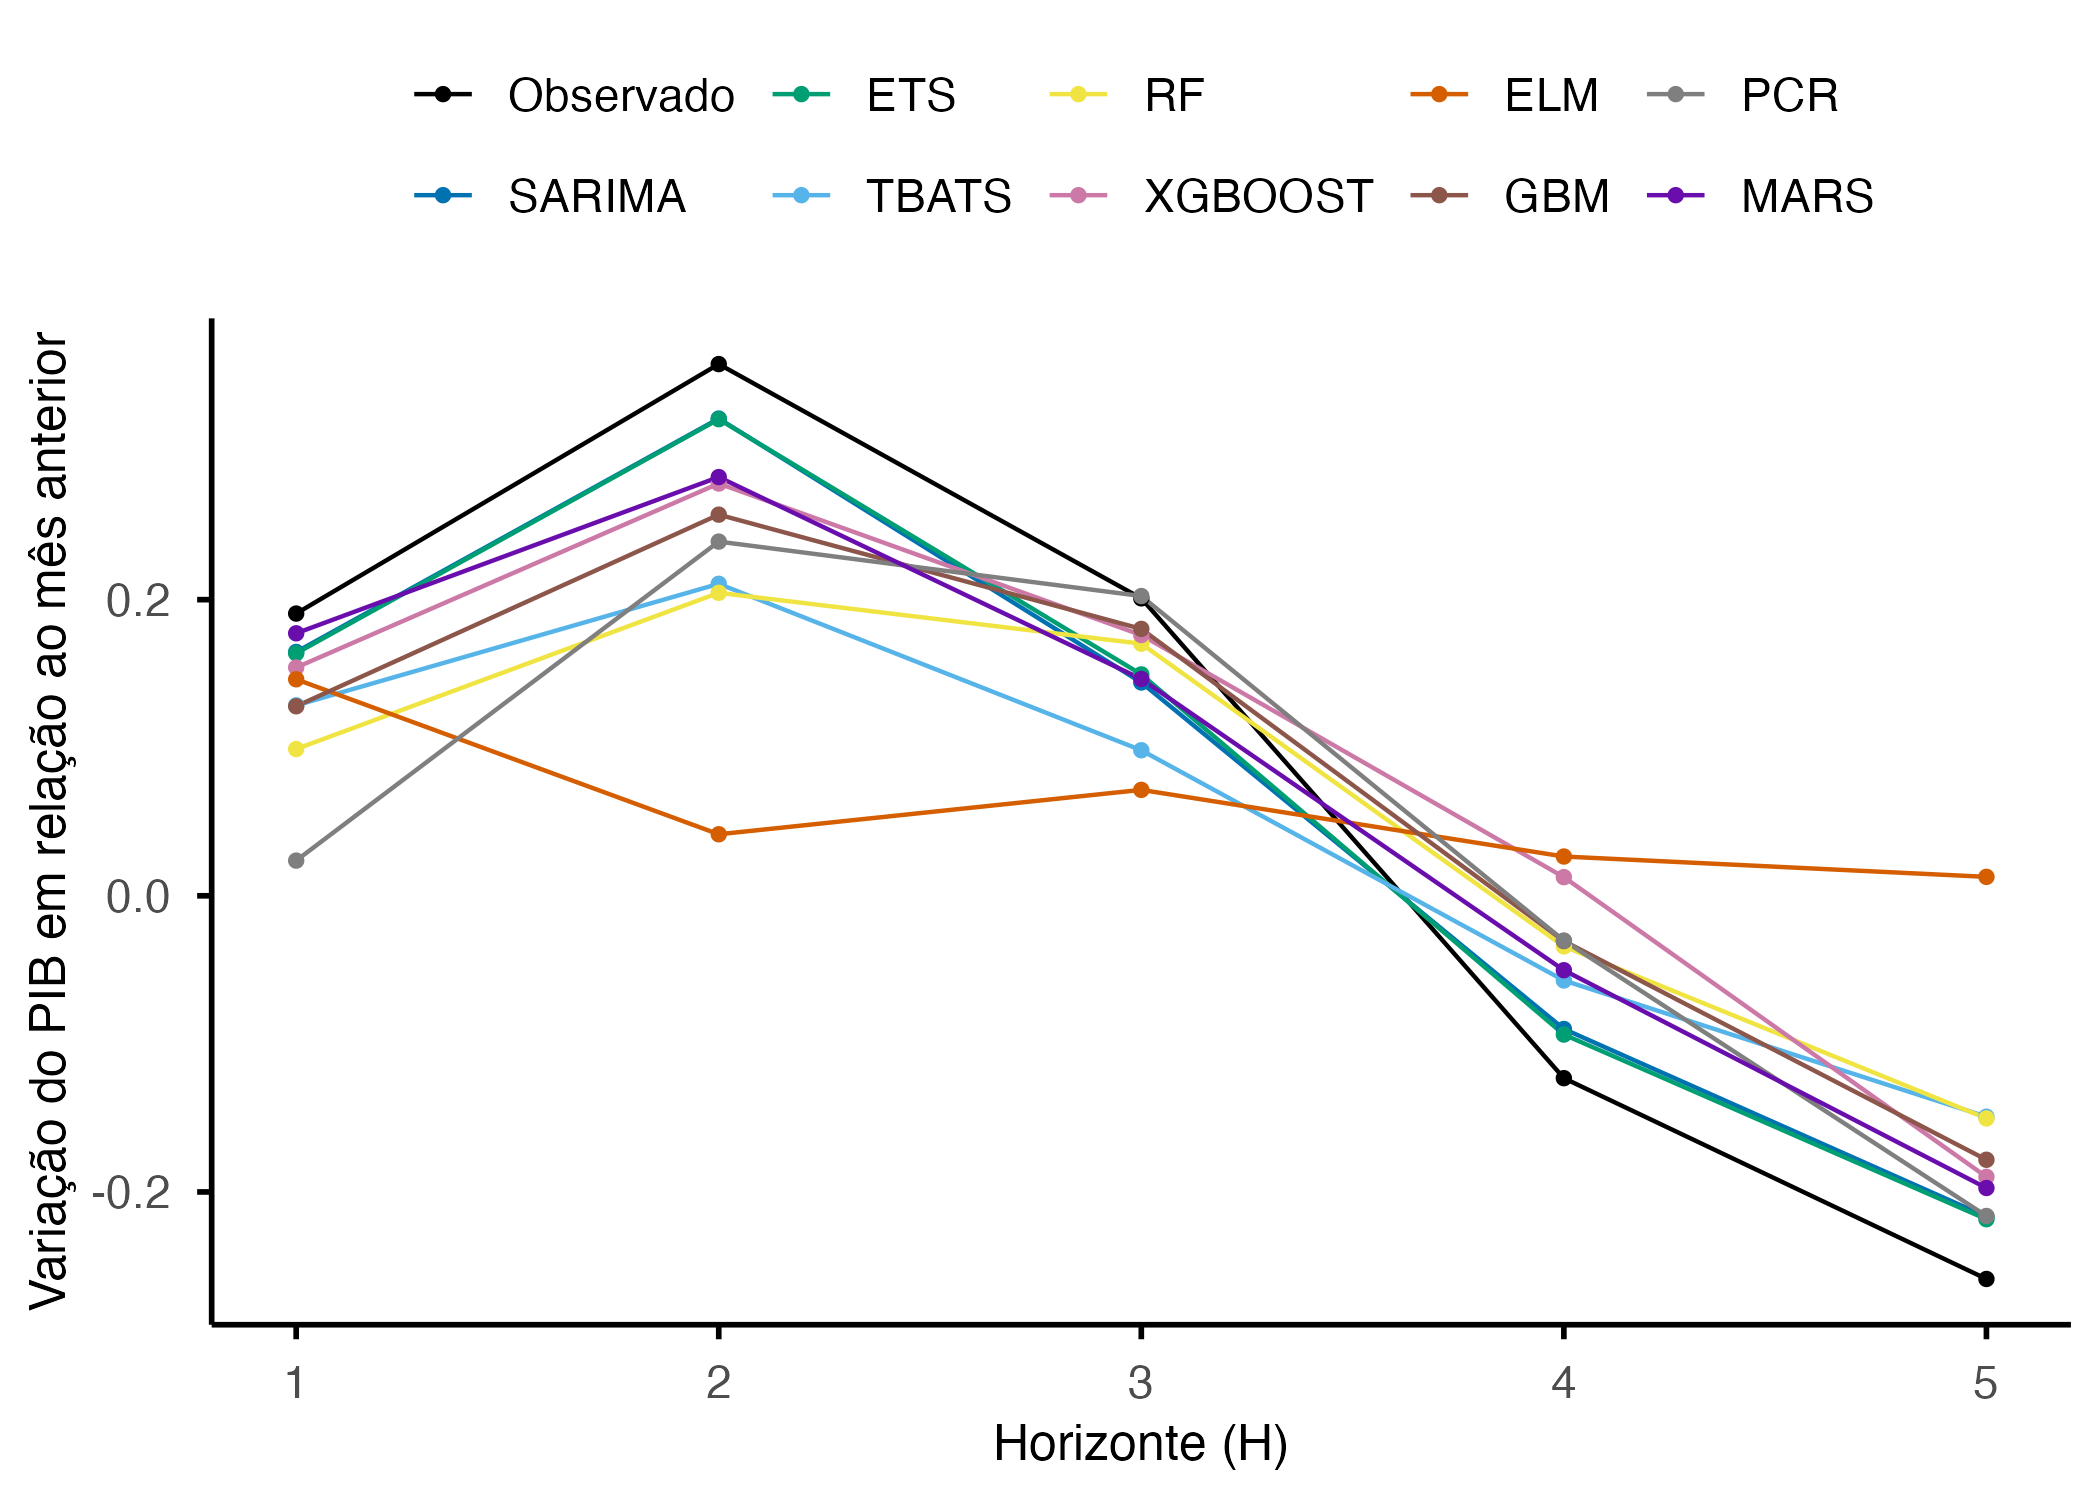 Observado ETS RF ELM PCR
SARIMA TBATS XGBOOST GBM MARS
Variação do PIB em relação ao mês anterior
0.2
0.0
-0.2
1 2 3 4 5
Horizonte (H)